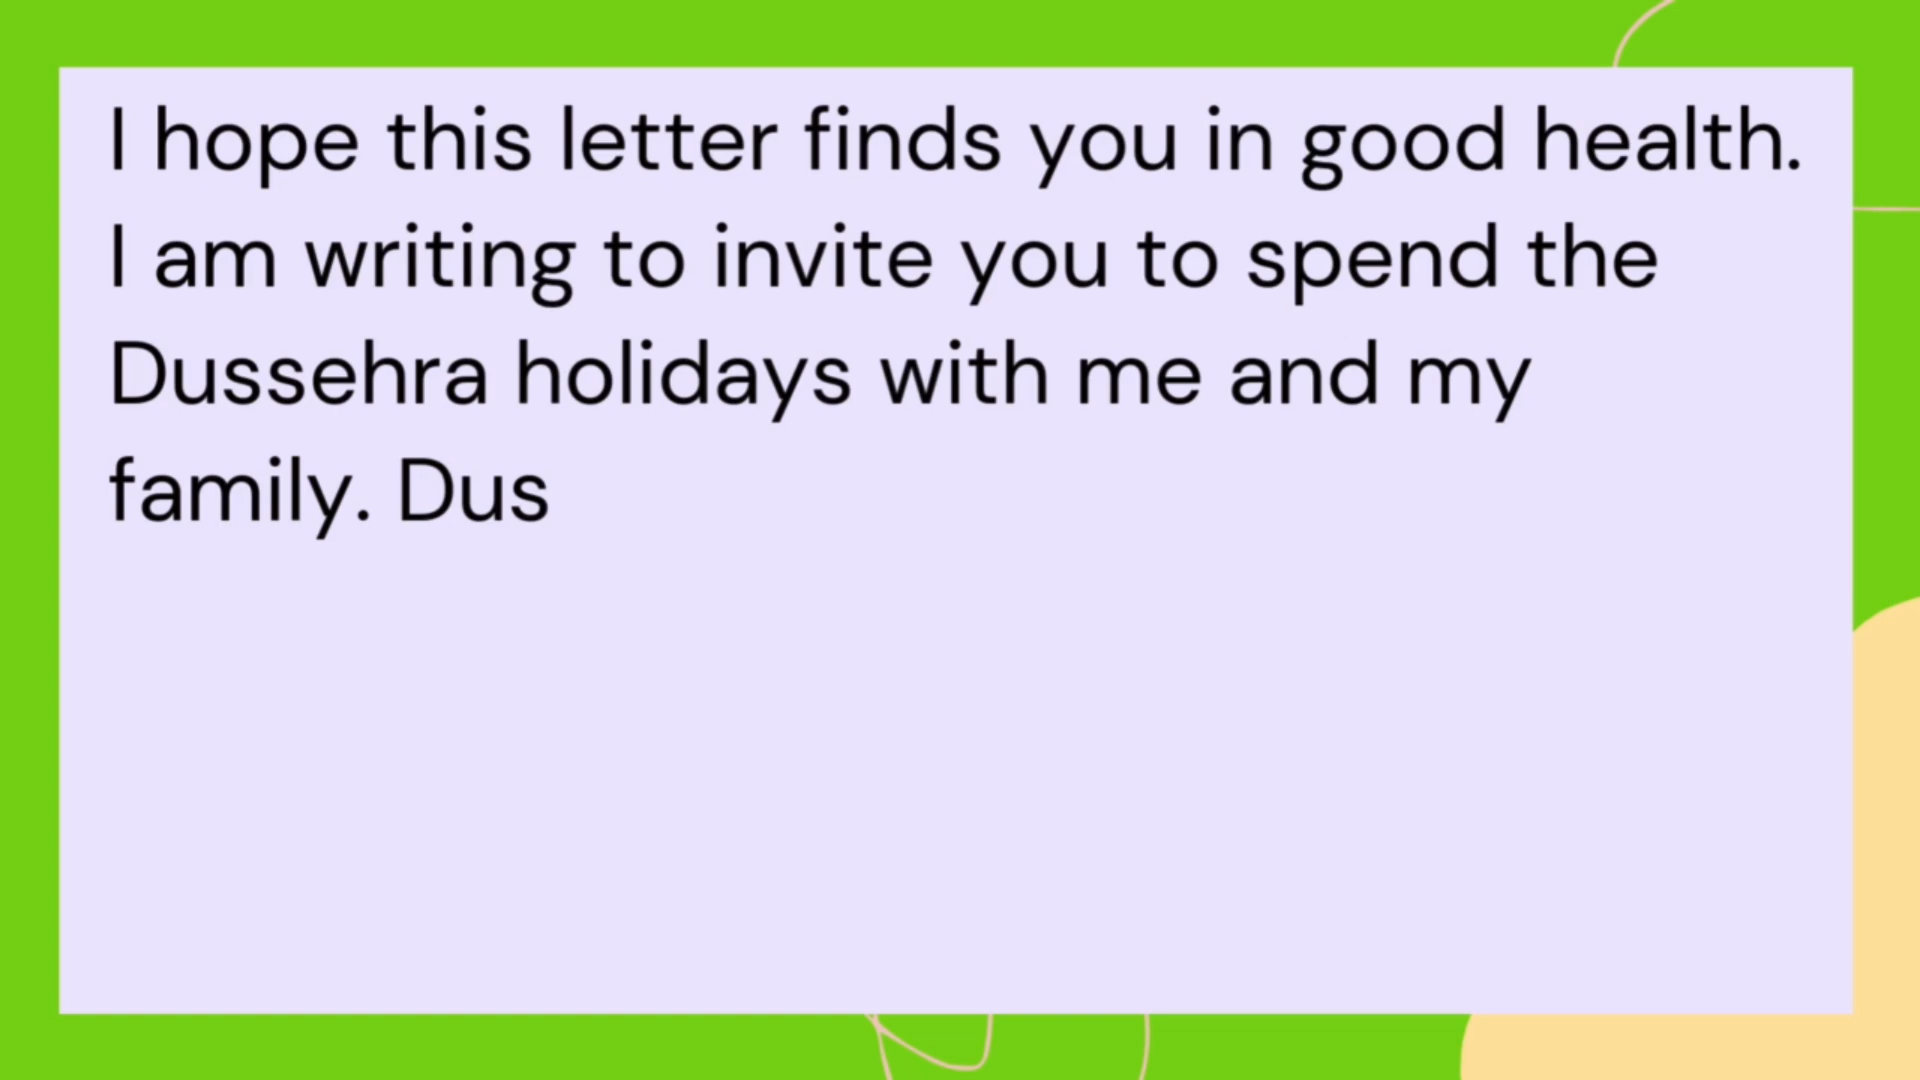 I hope this letter finds you in good health.
I am writing to invite you to spend the
Dussehra holidays with me and my
family. Dus